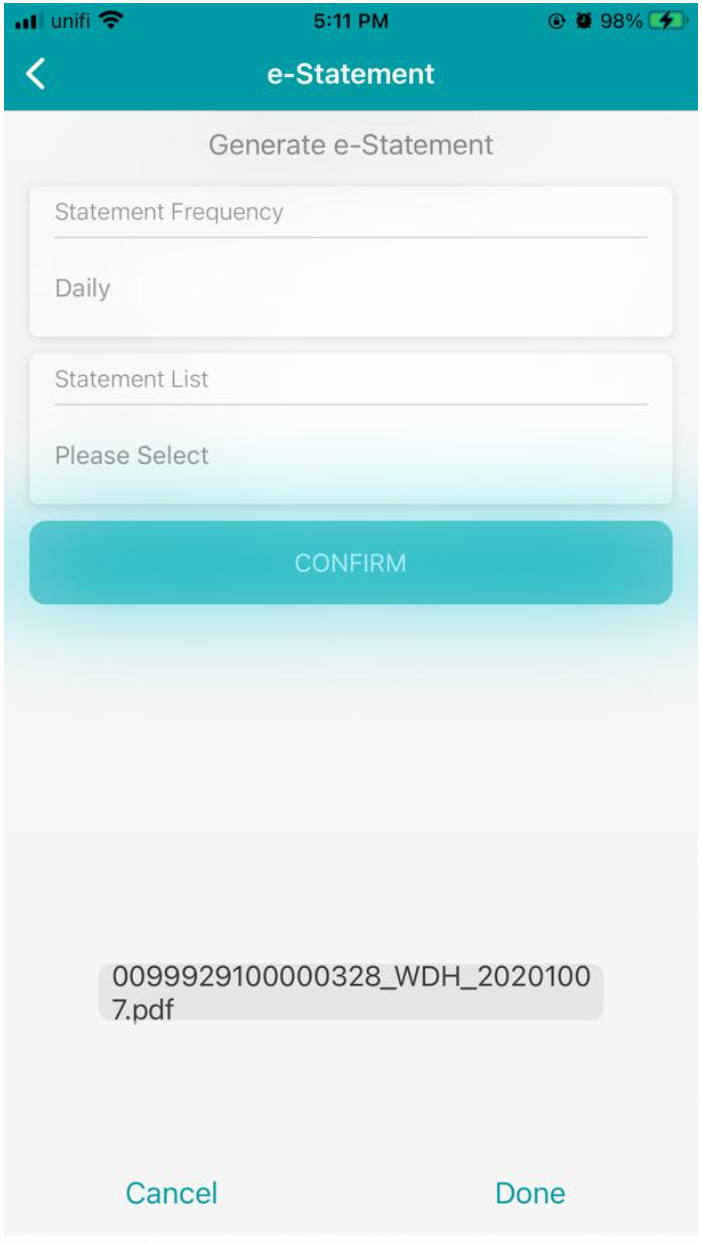 unifi 5:11 PM 98%
e-Statement
Generate e-Statement
Statement Frequency
Daily
Statement List
Please Select
CONFIRM
0099929100000328_WDH_2020100
7.pdf
Cancel Done